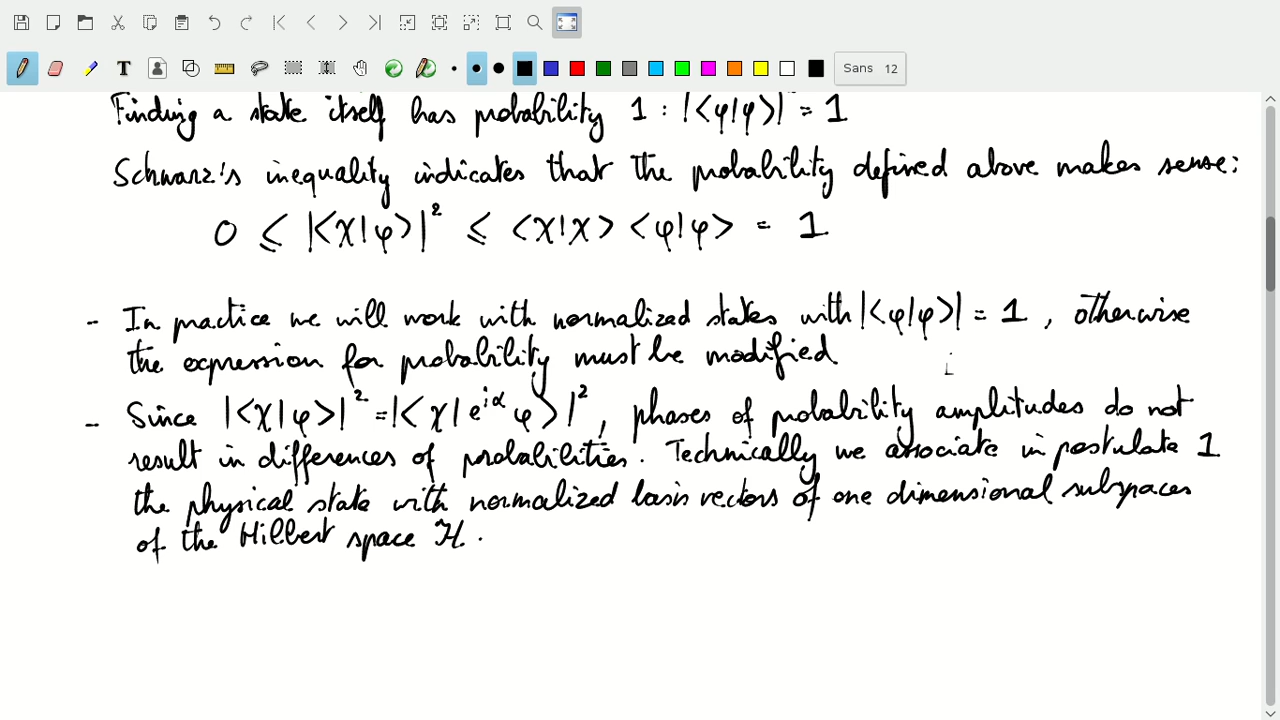 Sans 12
Finding a state itself has probability 1 : |<φ|φ>|² = 1
Schwarz's inequality indicates that the probability defined above makes sense:
0 ≤ |<χ|φ>|² ≤ <χ|χ> <φ|φ> = 1
- In practice we will work with normalized states with |<φ|φ>| = 1 , otherwise
the expression for probability must be modified
- Since |<χ|φ>|² = |<χ| e^{iα} φ>|² , phases of probability amplitudes do not
result in differences of probabilities. Technically we associate in postulate 1
the physical state with normalized basis vectors of one dimensional subspaces
of the Hilbert space ℋ .